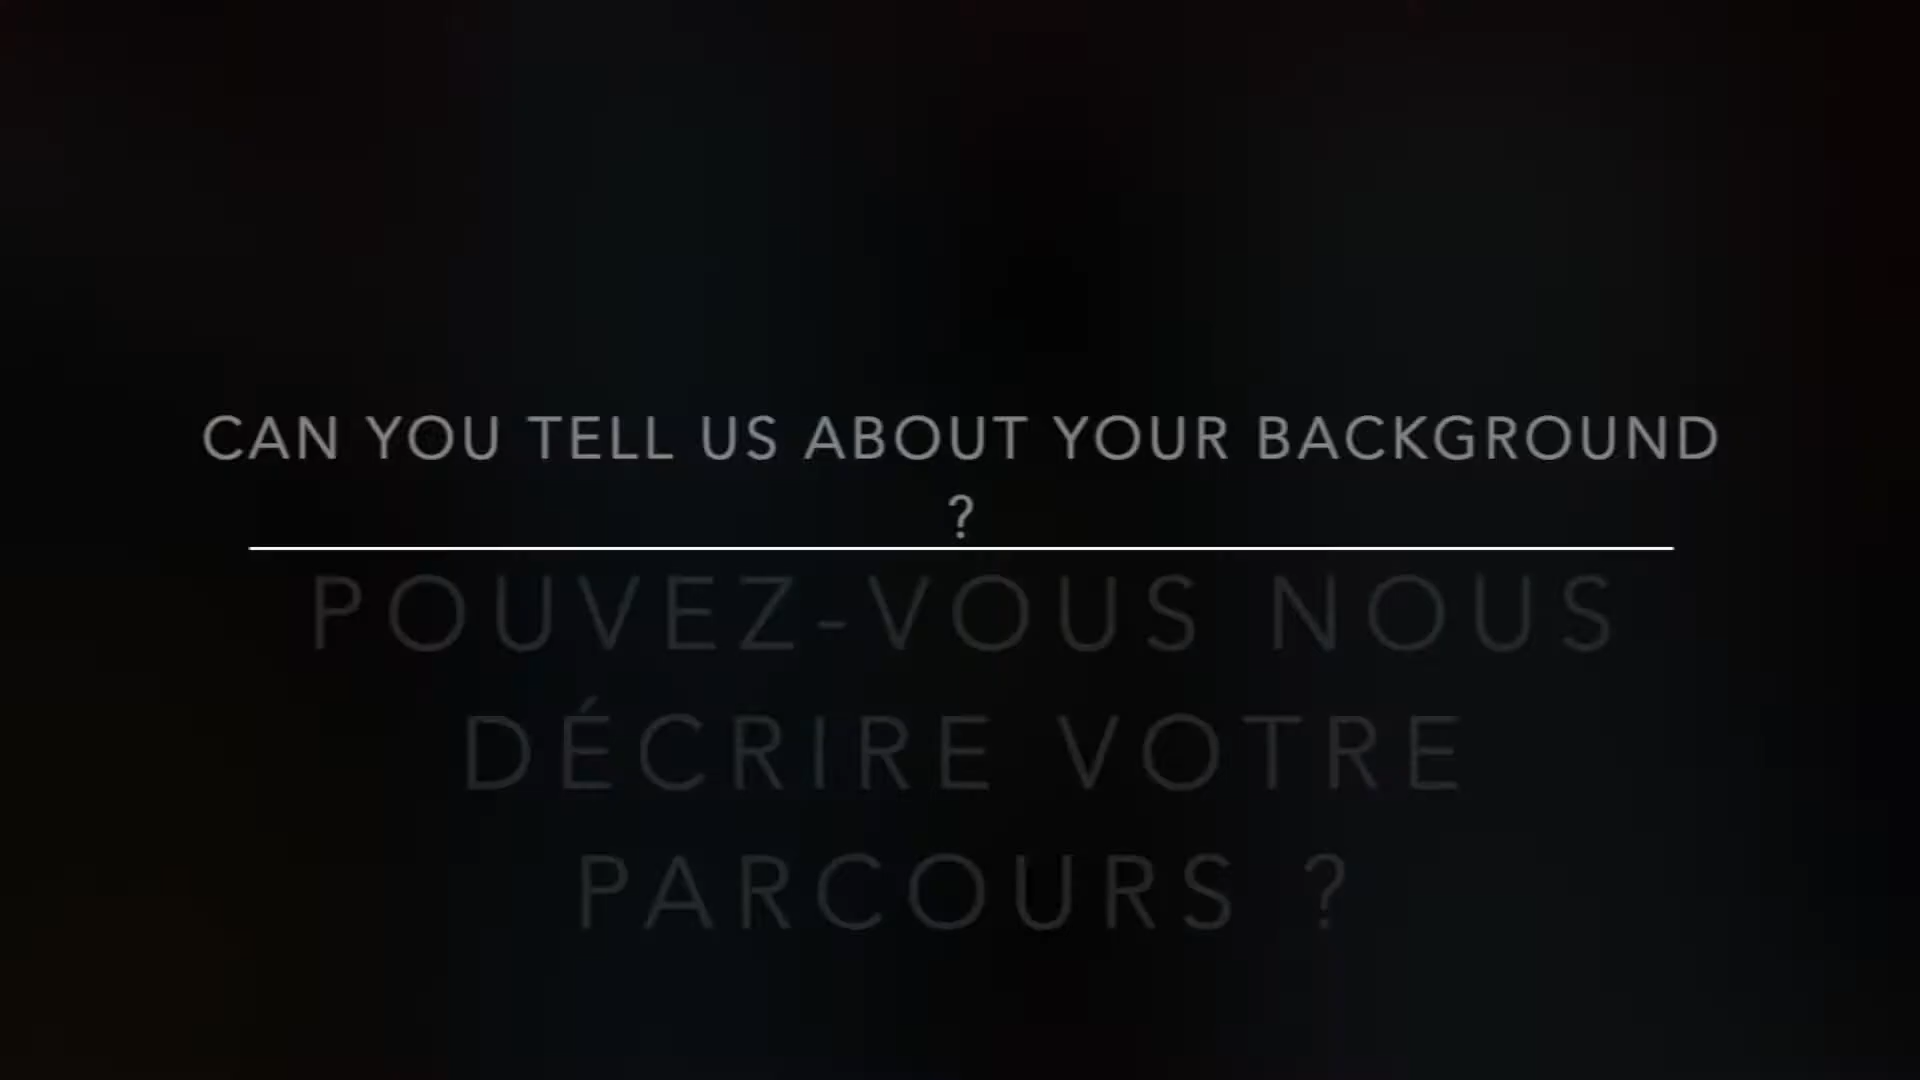 CAN YOU TELL US ABOUT YOUR BACKGROUND
?
POUVEZ-VOUS NOUS
DÉCRIRE VOTRE
PARCOURS ?